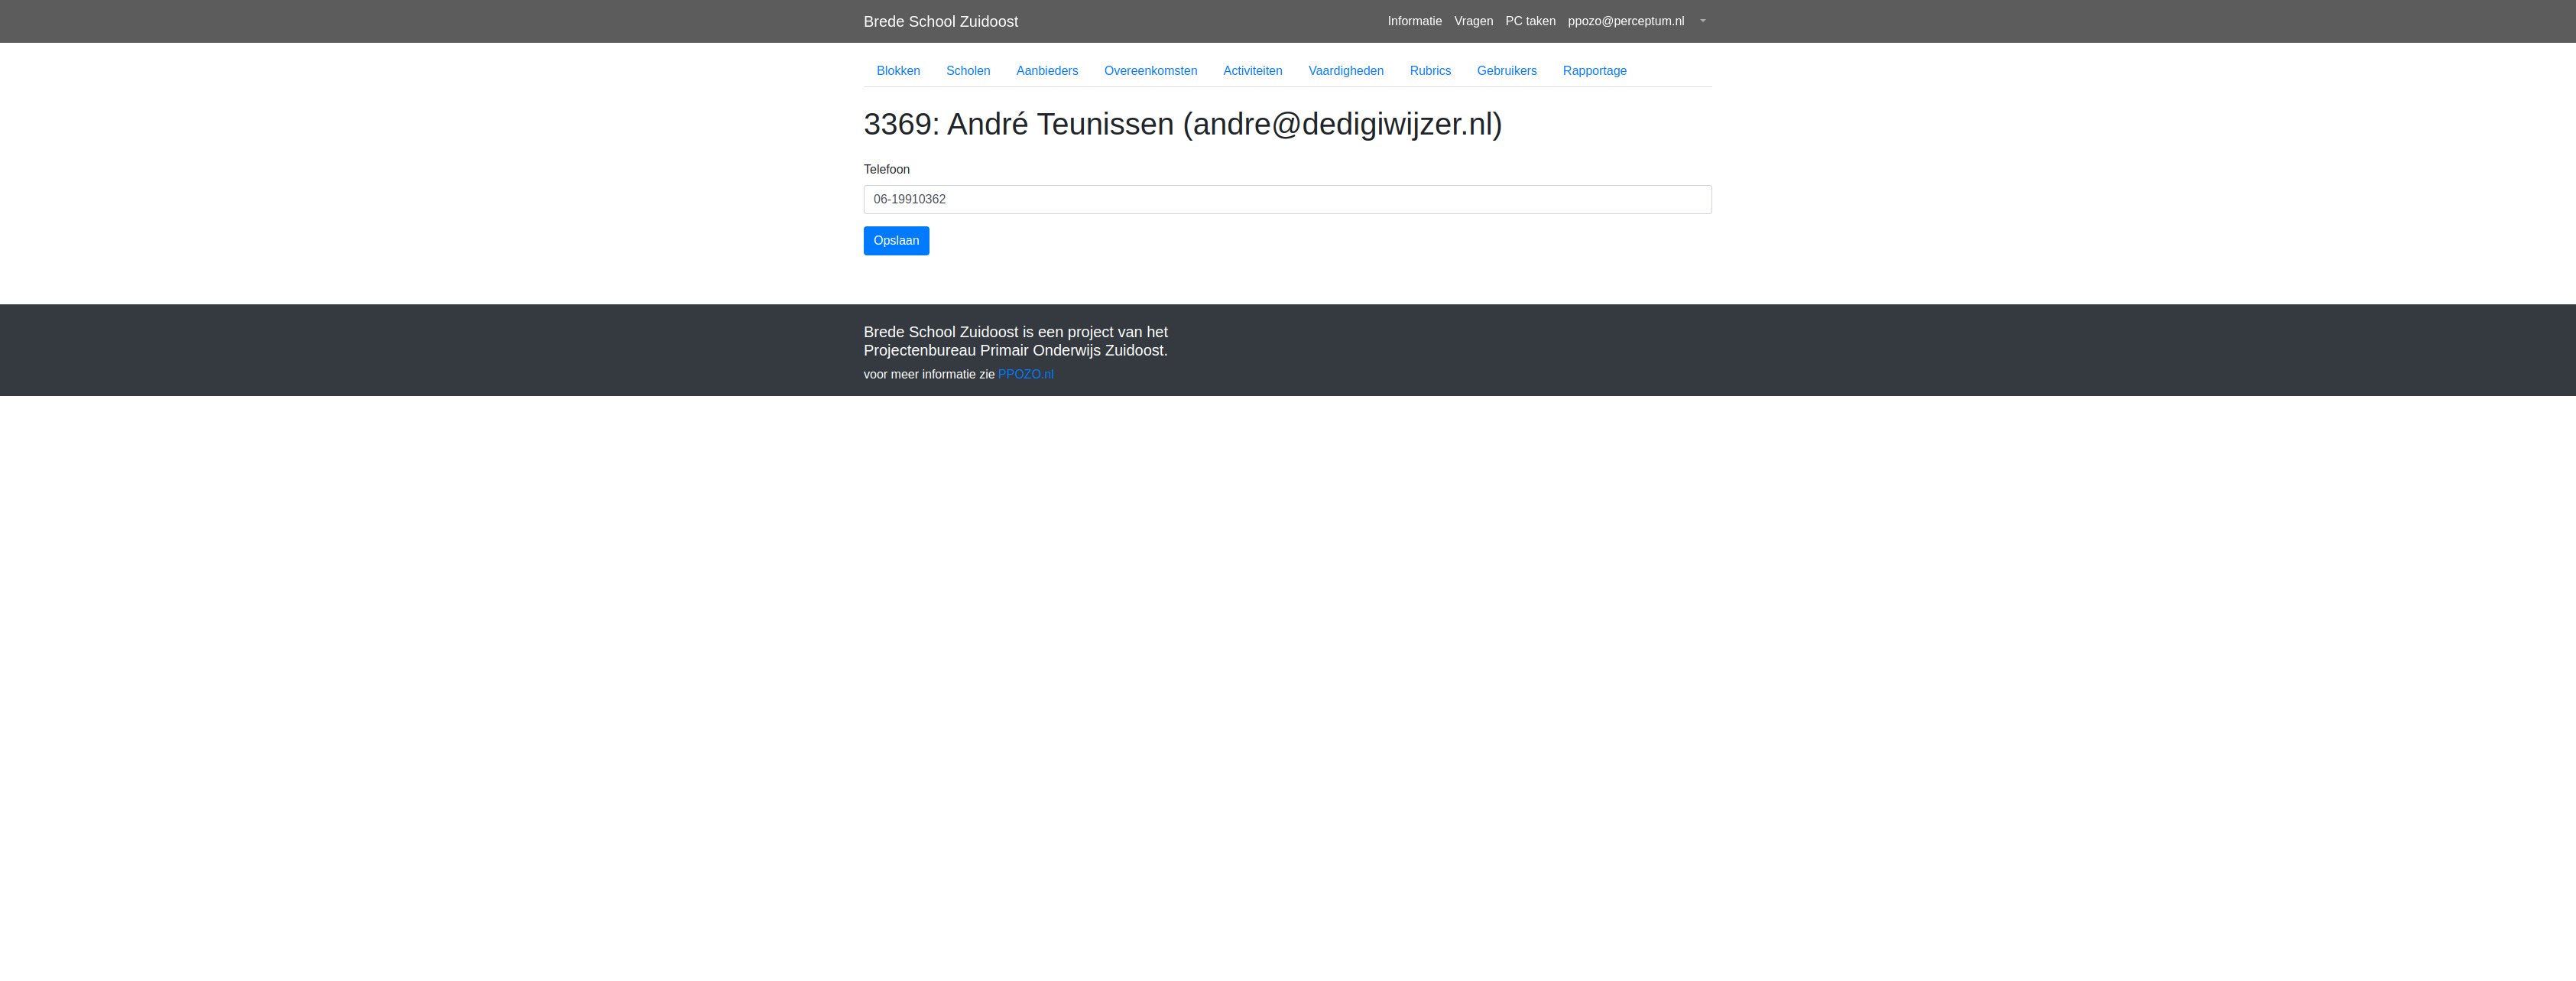 Brede School Zuidoost
Informatie Vragen PC taken ppozo@perceptum.nl
Blokken Scholen Aanbieders Overeenkomsten Activiteiten Vaardigheden Rubrics Gebruikers Rapportage
3369: André Teunissen (andre@dedigiwijzer.nl)
Telefoon
06-19910362
Opslaan
Brede School Zuidoost is een project van het
Projectenbureau Primair Onderwijs Zuidoost.
voor meer informatie zie PPOZO.nl